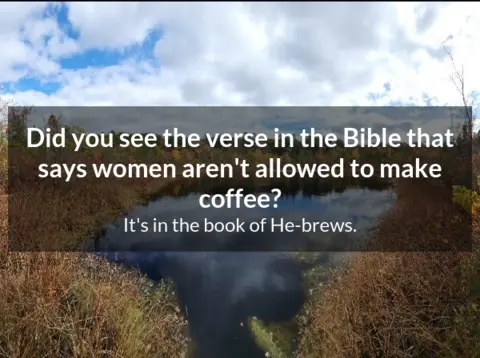 Did you see the verse in the Bible that
says women aren't allowed to make
coffee?
It's in the book of He-brews.